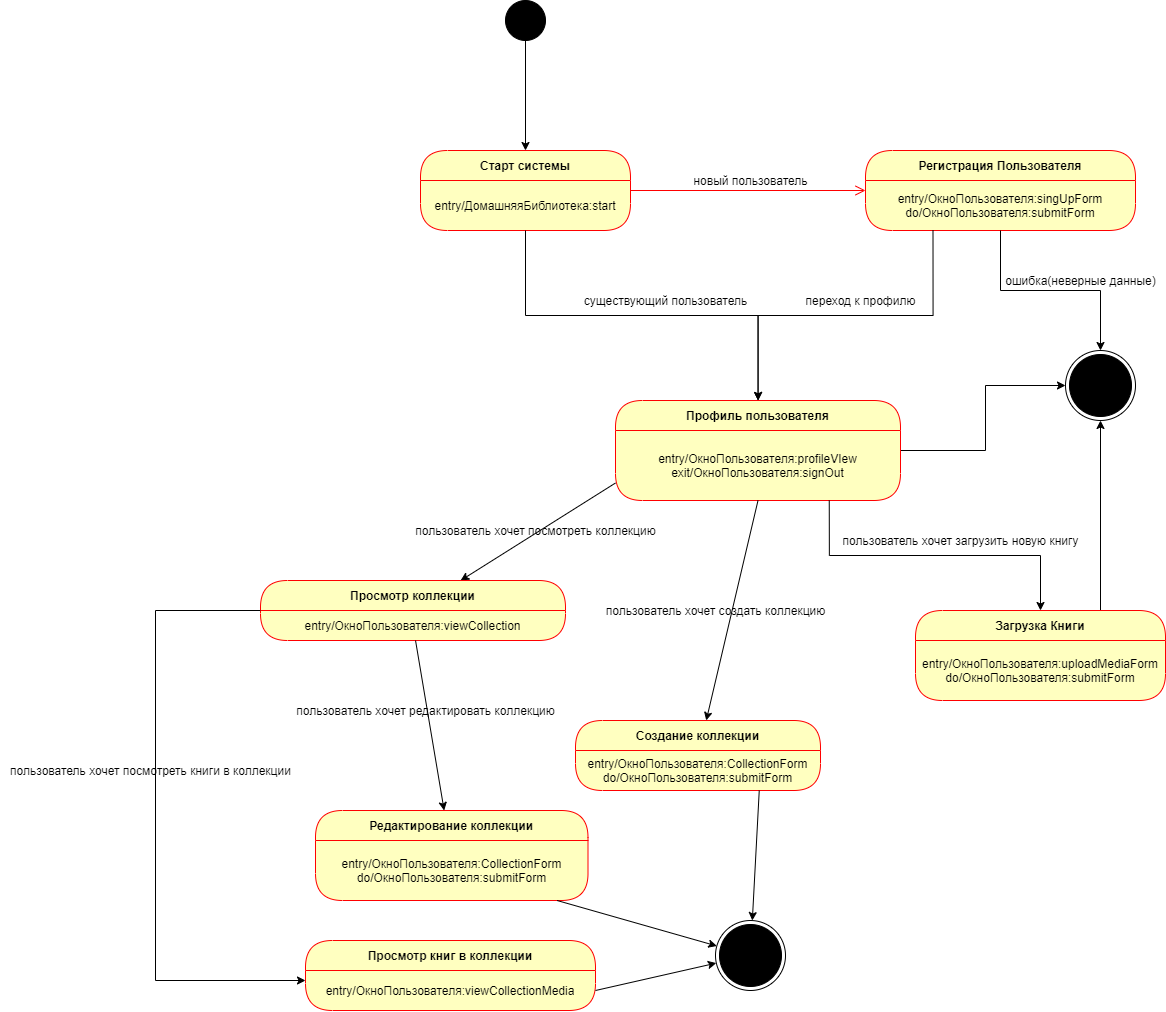 Старт системы
entry/ДомашняяБиблиотека:start
новый пользователь
Регистрация Пользователя
entry/ОкноПользователя:singUpForm
do/ОкноПользователя:submitForm
ошибка(неверные данные)
существующий пользователь
переход к профилю
Профиль пользователя
entry/ОкноПользователя:profileVIew
exit/ОкноПользователя:signOut
пользователь хочет посмотреть коллекцию
пользователь хочет загрузить новую книгу
Просмотр коллекции
entry/ОкноПользователя:viewCollection
пользователь хочет создать коллекцию
Загрузка Книги
entry/ОкноПользователя:uploadMediaForm
do/ОкноПользователя:submitForm
пользователь хочет редактировать коллекцию
Создание коллекции
entry/ОкноПользователя:CollectionForm
do/ОкноПользователя:submitForm
пользователь хочет посмотреть книги в коллекции
Редактирование коллекции
entry/ОкноПользователя:CollectionForm
do/ОкноПользователя:submitForm
Просмотр книг в коллекции
entry/ОкноПользователя:viewCollectionMedia